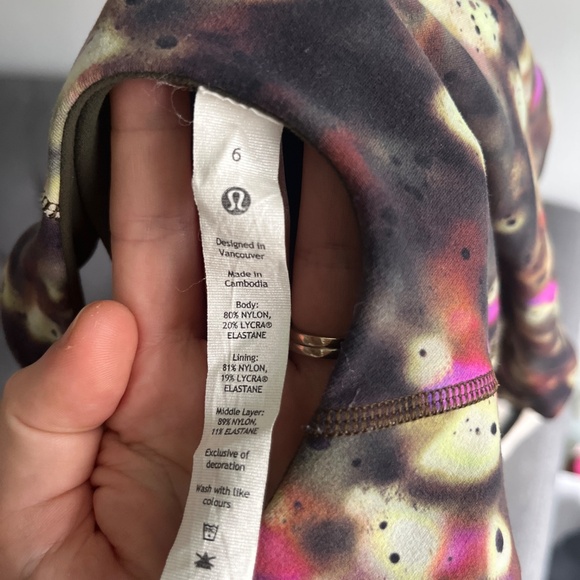 6
Designed in
Vancouver
Made in
Cambodia
Body:
80% NYLON,
20% LYCRA®
ELASTANE
Lining:
81% NYLON,
19% LYCRA®
ELASTANE
Middle Layer:
89% NYLON,
11% ELASTANE
Exclusive of
decoration
Wash with like
colours